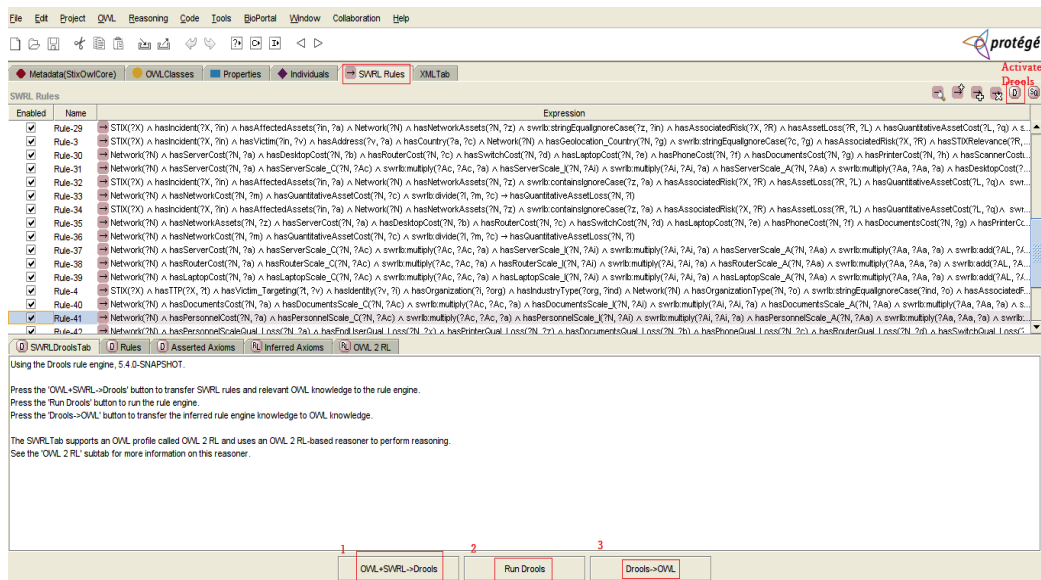 File Edit Project OWL Reasoning Code Tools BioPortal Window Collaboration Help
protégé
Metadata(StixOwlCore) OWLClasses Properties Individuals SWRL Rules XMLTab
Activate
Drools
SWRL Rules
Enabled Name Expression
Rule-29 STIX(?X) ∧ hasIncident(?X, ?in) ∧ hasAffectedAssets(?in, ?a) ∧ Network(?N) ∧ hasNetworkAssets(?N, ?z) ∧ swrlb:stringEqualIgnoreCase(?z, ?in) ∧ hasAssociatedRisk(?X, ?R) ∧ hasAssetLoss(?R, ?L) ∧ hasQuantitativeAssetCost(?L, ?q) ∧ s...
Rule-3 STIX(?X) ∧ hasIncident(?X, ?in) ∧ hasVictim(?in, ?v) ∧ hasAddress(?v, ?a) ∧ hasCountry(?a, ?c) ∧ Network(?N) ∧ hasGeolocation_Country(?N, ?g) ∧ swrlb:stringEqualIgnoreCase(?c, ?g) ∧ hasAssociatedRisk(?X, ?R) ∧ hasSTIXRelevance(?R, ...
Rule-30 Network(?N) ∧ hasServerCost(?N, ?a) ∧ hasDesktopCost(?N, ?b) ∧ hasRouterCost(?N, ?c) ∧ hasSwitchCost(?N, ?d) ∧ hasLaptopCost(?N, ?e) ∧ hasPhoneCost(?N, ?f) ∧ hasDocumentsCost(?N, ?g) ∧ hasPrinterCost(?N, ?h) ∧ hasScannerCost(...
Rule-31 Network(?N) ∧ hasServerCost(?N, ?a) ∧ hasServerScale_C(?N, ?Ac) ∧ swrlb:multiply(?Ac, ?Ac, ?a) ∧ hasServerScale_I(?N, ?Ai) ∧ swrlb:multiply(?Ai, ?Ai, ?a) ∧ hasServerScale_A(?N, ?Aa) ∧ swrlb:multiply(?Aa, ?Aa, ?a) ∧ hasDesktopCost(?...
Rule-32 STIX(?X) ∧ hasIncident(?X, ?in) ∧ hasAffectedAssets(?in, ?a) ∧ Network(?N) ∧ hasNetworkAssets(?N, ?z) ∧ swrlb:containsIgnoreCase(?z, ?a) ∧ hasAssociatedRisk(?X, ?R) ∧ hasAssetLoss(?R, ?L) ∧ hasQuantitativeAssetCost(?L, ?q)∧ swr...
Rule-33 Network(?N) ∧ hasNetworkCost(?N, ?m) ∧ hasQuantitativeAssetCost(?N, ?c) ∧ swrlb:divide(?l, ?m, ?c) → hasQuantitativeAssetLoss(?N, ?l)
Rule-34 STIX(?X) ∧ hasIncident(?X, ?in) ∧ hasAffectedAssets(?in, ?a) ∧ Network(?N) ∧ hasNetworkAssets(?N, ?z) ∧ swrlb:containsIgnoreCase(?z, ?a) ∧ hasAssociatedRisk(?X, ?R) ∧ hasAssetLoss(?R, ?L) ∧ hasQuantitativeAssetCost(?L, ?q)∧ swr...
Rule-35 Network(?N) ∧ hasNetworkAssets(?N, ?z) ∧ hasServerCost(?N, ?a) ∧ hasDesktopCost(?N, ?b) ∧ hasRouterCost(?N, ?c) ∧ hasSwitchCost(?N, ?d) ∧ hasLaptopCost(?N, ?e) ∧ hasPhoneCost(?N, ?f) ∧ hasDocumentsCost(?N, ?g) ∧ hasPrinterCc...
Rule-36 Network(?N) ∧ hasNetworkCost(?N, ?m) ∧ hasQuantitativeAssetCost(?N, ?c) ∧ swrlb:divide(?l, ?m, ?c) → hasQuantitativeAssetLoss(?N, ?l)
Rule-37 Network(?N) ∧ hasServerCost(?N, ?a) ∧ hasServerScale_C(?N, ?Ac) ∧ swrlb:multiply(?Ac, ?Ac, ?a) ∧ hasServerScale_I(?N, ?Ai) ∧ swrlb:multiply(?Ai, ?Ai, ?a) ∧ hasServerScale_A(?N, ?Aa) ∧ swrlb:multiply(?Aa, ?Aa, ?a) ∧ swrlb:add(?AL, ?A...
Rule-38 Network(?N) ∧ hasRouterCost(?N, ?a) ∧ hasRouterScale_C(?N, ?Ac) ∧ swrlb:multiply(?Ac, ?Ac, ?a) ∧ hasRouterScale_I(?N, ?Ai) ∧ swrlb:multiply(?Ai, ?Ai, ?a) ∧ hasRouterScale_A(?N, ?Aa) ∧ swrlb:multiply(?Aa, ?Aa, ?a) ∧ swrlb:add(?AL, ?A...
Rule-39 Network(?N) ∧ hasLaptopCost(?N, ?a) ∧ hasLaptopScale_C(?N, ?Ac) ∧ swrlb:multiply(?Ac, ?Ac, ?a) ∧ hasLaptopScale_I(?N, ?Ai) ∧ swrlb:multiply(?Ai, ?Ai, ?a) ∧ hasLaptopScale_A(?N, ?Aa) ∧ swrlb:multiply(?Aa, ?Aa, ?a) ∧ swrlb:add(?AL, ?...
Rule-4 STIX(?X) ∧ hasTTP(?X, ?t) ∧ hasVictim_Targeting(?t, ?v) ∧ hasIdentity(?v, ?i) ∧ hasOrganization(?i, ?org) ∧ hasIndustryType(?org, ?ind) ∧ Network(?N) ∧ hasOrganizationType(?N, ?o) ∧ swrlb:stringEqualIgnoreCase(?ind, ?o) ∧ hasAssociatedR...
Rule-40 Network(?N) ∧ hasDocumentsCost(?N, ?a) ∧ hasDocumentsScale_C(?N, ?Ac) ∧ swrlb:multiply(?Ac, ?Ac, ?a) ∧ hasDocumentsScale_I(?N, ?Ai) ∧ swrlb:multiply(?Ai, ?Ai, ?a) ∧ hasDocumentsScale_A(?N, ?Aa) ∧ swrlb:multiply(?Aa, ?Aa, ?a) ∧ s...
Rule-41 Network(?N) ∧ hasPersonnelCost(?N, ?a) ∧ hasPersonnelScale_C(?N, ?Ac) ∧ swrlb:multiply(?Ac, ?Ac, ?a) ∧ hasPersonnelScale_I(?N, ?Ai) ∧ swrlb:multiply(?Ai, ?Ai, ?a) ∧ hasPersonnelScale_A(?N, ?Aa) ∧ swrlb:multiply(?Aa, ?Aa, ?a) ∧ swrlb:...
Rule-42 Network(?N) ∧ hasPersonnelScaleQual_Loss(?N, ?a) ∧ hasEndUserQual_Loss(?N, ?x) ∧ hasPrinterQual_Loss(?N, ?z) ∧ hasDocumentsQual_Loss(?N, ?b) ∧ hasPhoneQual_Loss(?N, ?c) ∧ hasRouterQual_Loss(?N, ?d) ∧ hasSwitchQual_Loss(?...
SWRLDroolsTab Rules Asserted Axioms Inferred Axioms OWL 2 RL
Using the Drools rule engine, 5.4.0-SNAPSHOT.
Press the 'OWL+SWRL->Drools' button to transfer SWRL rules and relevant OWL knowledge to the rule engine.
Press the 'Run Drools' button to run the rule engine.
Press the 'Drools->OWL' button to transfer the inferred rule engine knowledge to OWL knowledge.
The SWRLTab supports an OWL profile called OWL 2 RL and uses an OWL 2 RL-based reasoner to perform reasoning.
See the 'OWL 2 RL' subtab for more information on this reasoner.
1 2 3
OWL+SWRL->Drools Run Drools Drools->OWL